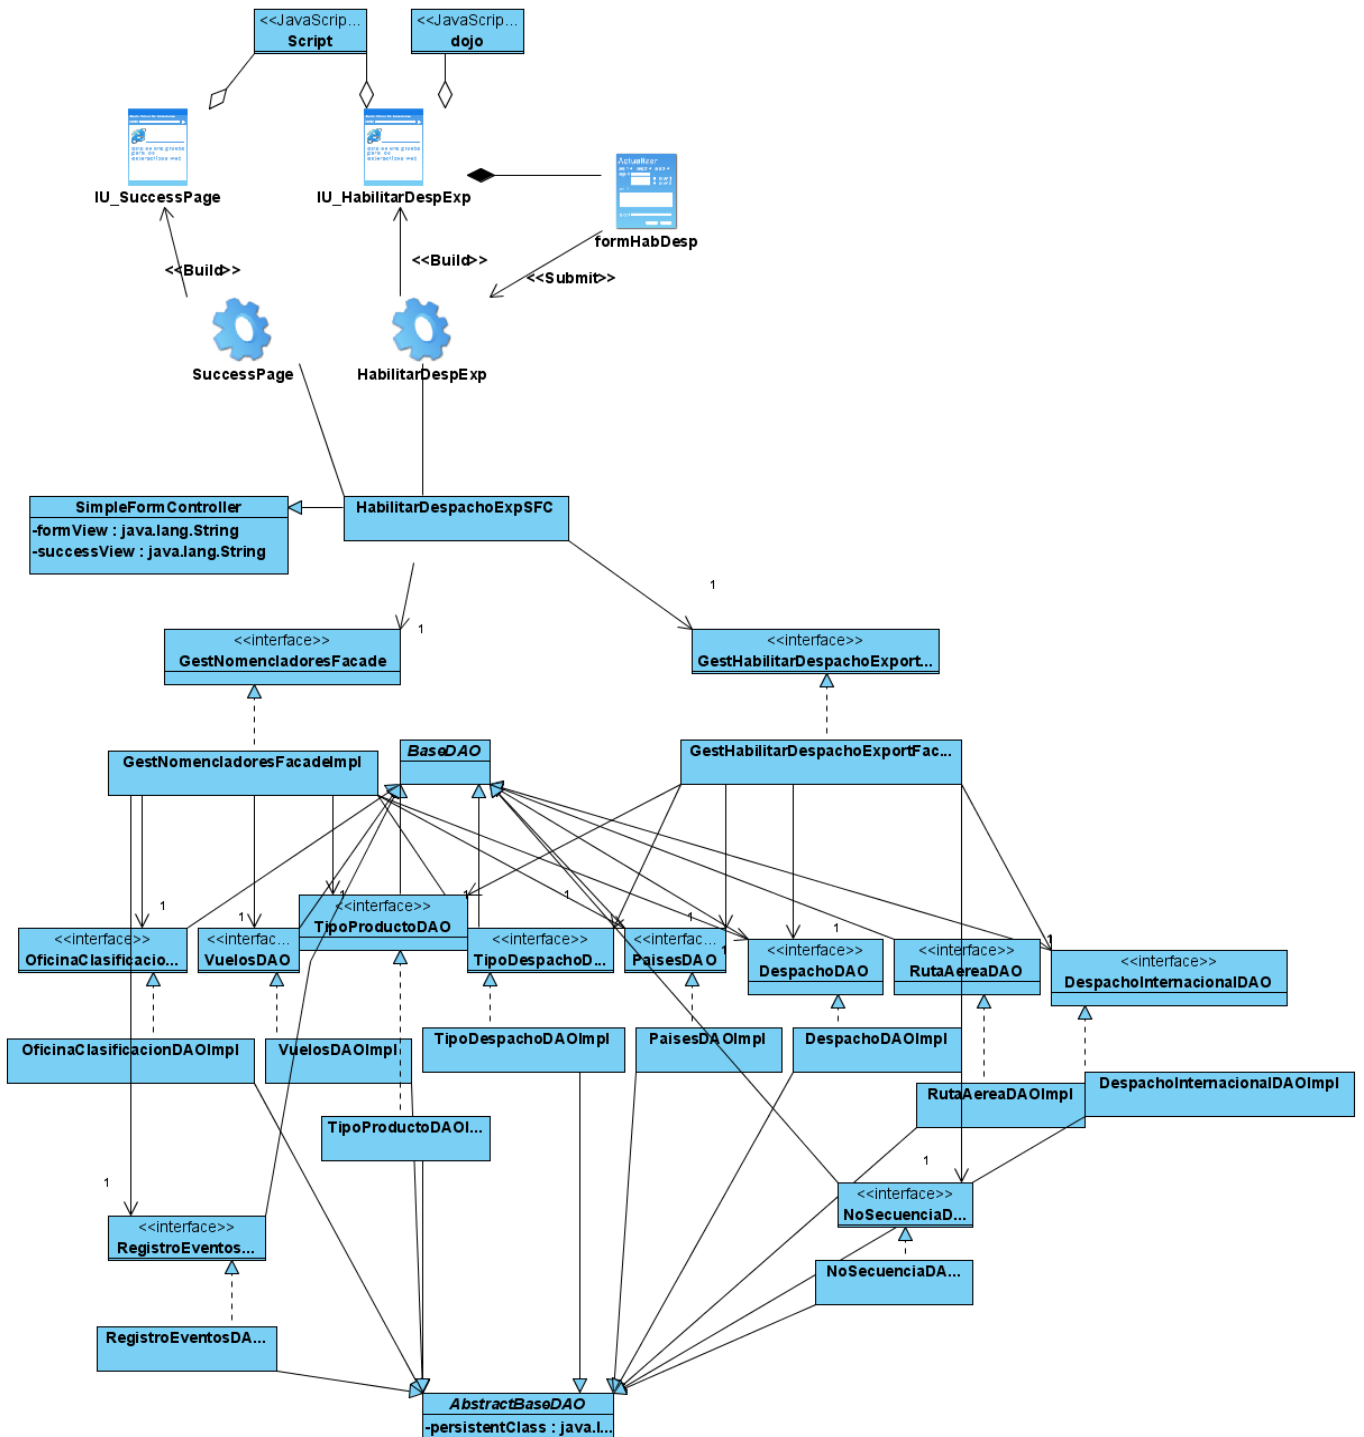 <<JavaScrip...
Script
<<JavaScrip...
dojo
Actualizar
IU_SuccessPage
IU_HabilitarDespExp
formHabDesp
<<Build>>
<<Build>>
<<Submit>>
SuccessPage
HabilitarDespExp
SimpleFormController
-formView : java.lang.String
-successView : java.lang.String
HabilitarDespachoExpSFC
1
1
<<interface>>
GestNomencladoresFacade
<<interface>>
GestHabilitarDespachoExport...
GestNomencladoresFacadeImpl
BaseDAO
GestHabilitarDespachoExportFac...
1
1
1
1
1
1
1
1
1
<<interface>>
OficinaClasificacio...
<<interfac...
VuelosDAO
<<interface>>
TipoProductoDAO
<<interface>>
TipoDespachoD...
<<interfac...
PaisesDAO
<<interface>>
DespachoDAO
<<interface>>
RutaAereaDAO
<<interface>>
DespachoInternacionalDAO
OficinaClasificacionDAOImpl
VuelosDAOImpl
TipoDespachoDAOImpl
PaisesDAOImpl
DespachoDAOImpl
RutaAereaDAOImpl
DespachoInternacionalDAOImpl
TipoProductoDAOI...
1
1
<<interface>>
RegistroEventos...
<<interface>>
NoSecuenciaD...
NoSecuenciaDA...
RegistroEventosDA...
AbstractBaseDAO
-persistentClass : java.l...